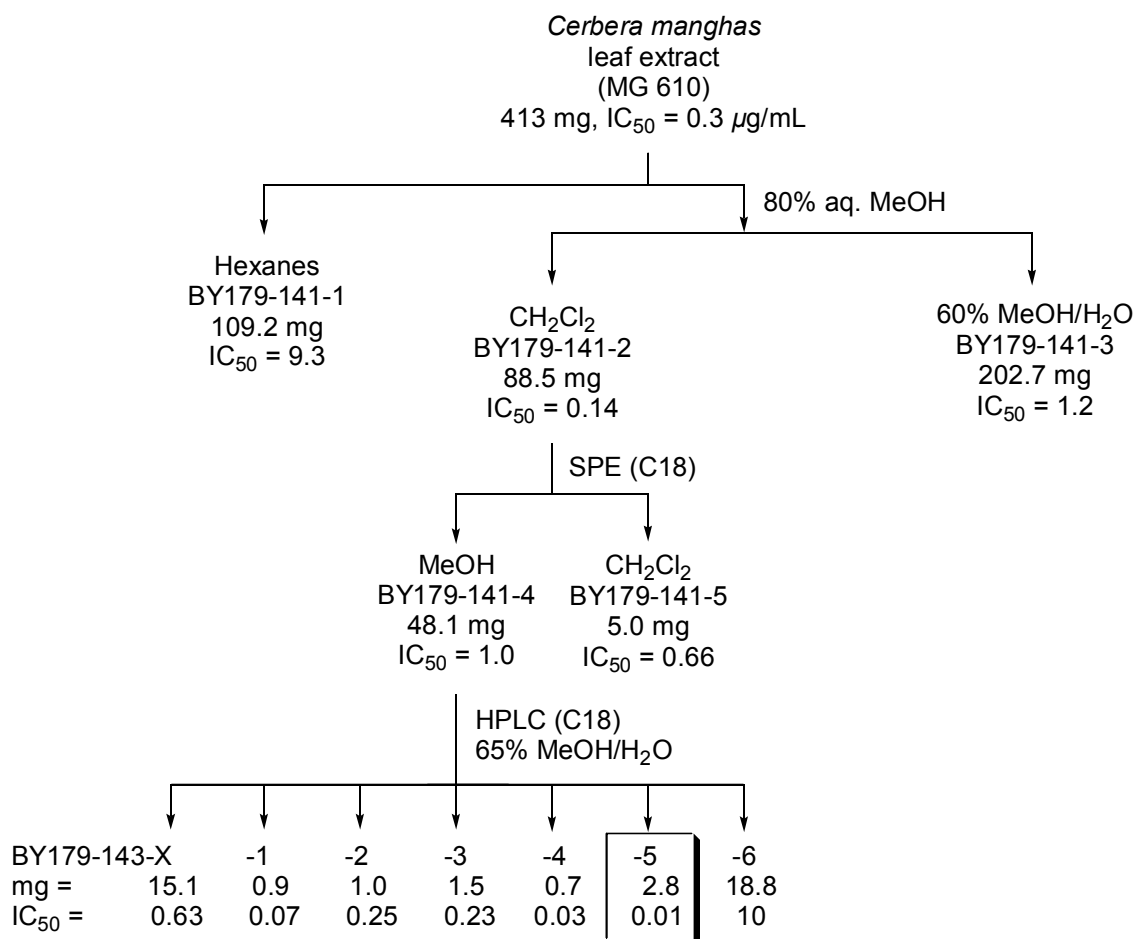 Cerbera manghas
leaf extract
(MG 610)
413 mg, IC₅₀ = 0.3 µg/mL
80% aq. MeOH
Hexanes
BY179-141-1
109.2 mg
IC₅₀ = 9.3
CH₂Cl₂
BY179-141-2
88.5 mg
IC₅₀ = 0.14
60% MeOH/H₂O
BY179-141-3
202.7 mg
IC₅₀ = 1.2
SPE (C18)
MeOH
BY179-141-4
48.1 mg
IC₅₀ = 1.0
CH₂Cl₂
BY179-141-5
5.0 mg
IC₅₀ = 0.66
HPLC (C18)
65% MeOH/H₂O
BY179-143-X -1 -2 -3 -4 -5 -6
mg = 15.1 0.9 1.0 1.5 0.7 2.8 18.8
IC₅₀ = 0.63 0.07 0.25 0.23 0.03 0.01 10